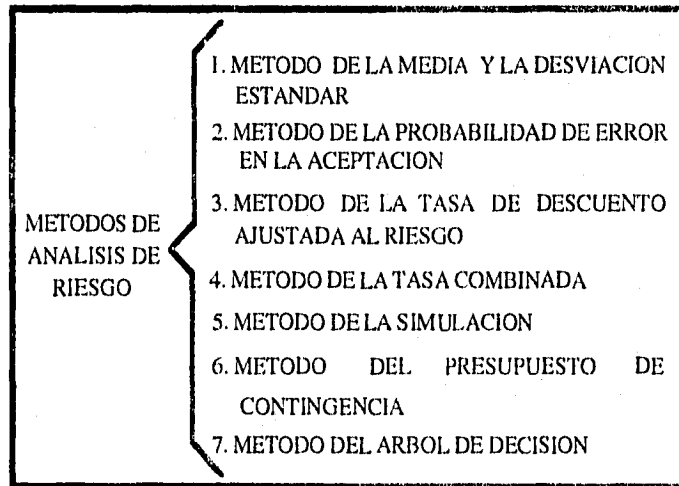 METODOS DE
ANALISIS DE
RIESGO
1. METODO DE LA MEDIA Y LA DESVIACION
ESTANDAR
2. METODO DE LA PROBABILIDAD DE ERROR
EN LA ACEPTACION
3. METODO DE LA TASA DE DESCUENTO
AJUSTADA AL RIESGO
4. METODO DE LA TASA COMBINADA
5. METODO DE LA SIMULACION
6. METODO DEL PRESUPUESTO DE
CONTINGENCIA
7. METODO DEL ARBOL DE DECISION